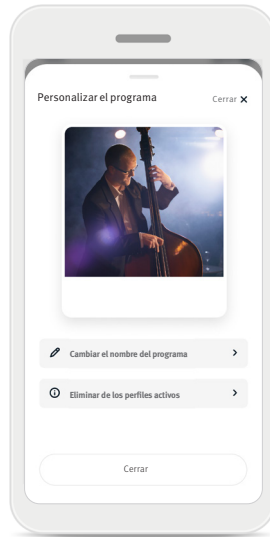 Personalizar el programa
Cerrar
Cambiar el nombre del programa
Eliminar de los perfiles activos
Cerrar